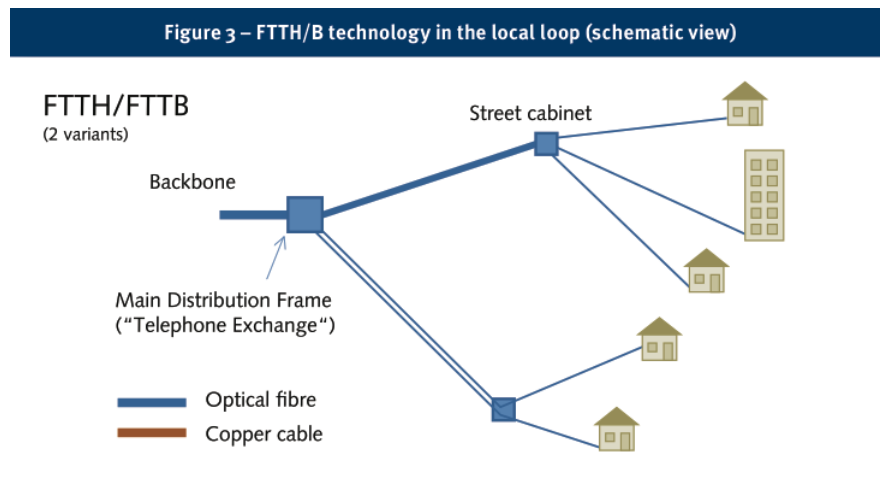 Figure 3 – FTTH/B technology in the local loop (schematic view)
FTTH/FTTB
(2 variants)
Street cabinet
Backbone
Main Distribution Frame
(“Telephone Exchange“)
Optical fibre
Copper cable